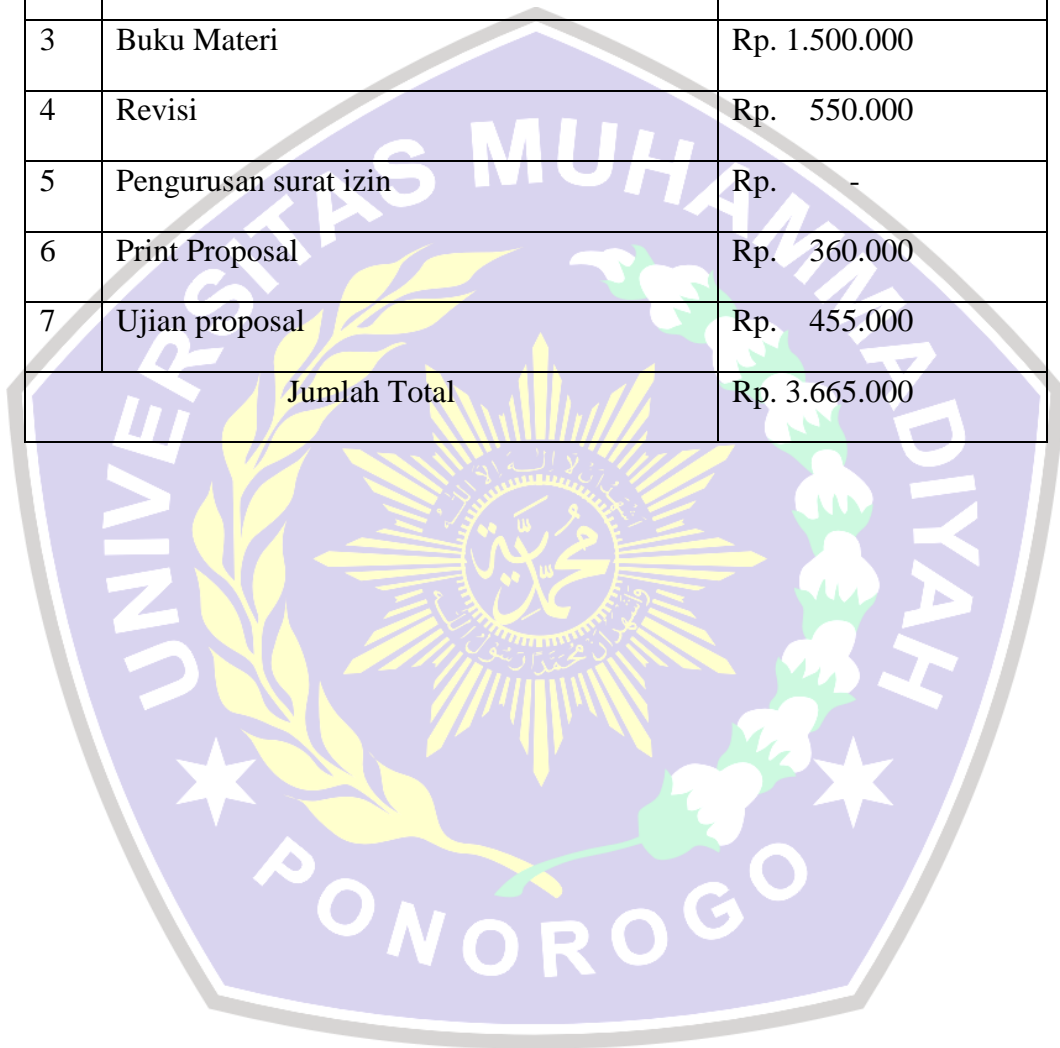 3 Buku Materi Rp. 1.500.000
4 Revisi Rp. 550.000
5 Pengurusan surat izin Rp. -
6 Print Proposal Rp. 360.000
7 Ujian proposal Rp. 455.000
Jumlah Total Rp. 3.665.000
UNIVERSITAS MUHAMMADIYAH
PONOROGO
محمدية